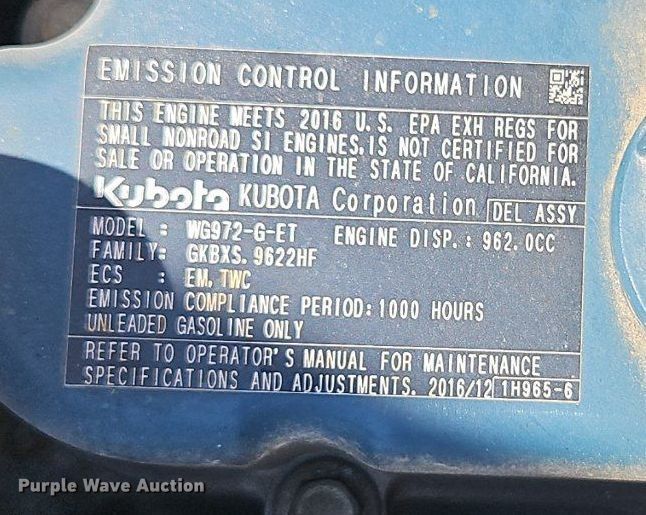 EMISSION CONTROL INFORMATION
THIS ENGINE MEETS 2016 U.S. EPA EXH REGS FOR
SMALL NONROAD SI ENGINES.IS NOT CERTIFIED FOR
SALE OR OPERATION IN THE STATE OF CALIFORNIA.
Kubota KUBOTA Corporation DEL ASSY
MODEL : WG972-G-ET ENGINE DISP.: 962.0CC
FAMILY: GKBXS.9622HF
ECS : EM,TWC
EMISSION COMPLIANCE PERIOD:1000 HOURS
UNLEADED GASOLINE ONLY
REFER TO OPERATOR'S MANUAL FOR MAINTENANCE
SPECIFICATIONS AND ADJUSTMENTS. 2016/12 1H965-6
Purple Wave Auction